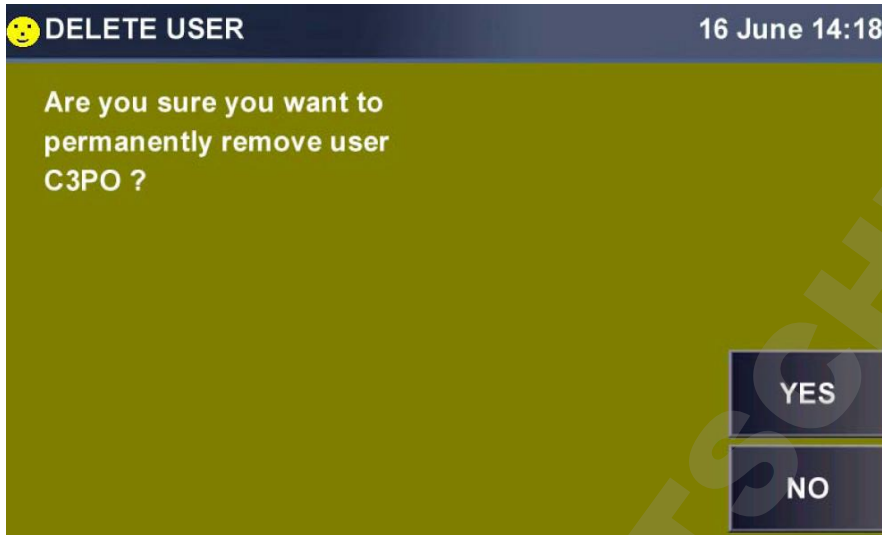 DELETE USER 16 June 14:18
Are you sure you want to
permanently remove user
C3PO ?
YES
NO